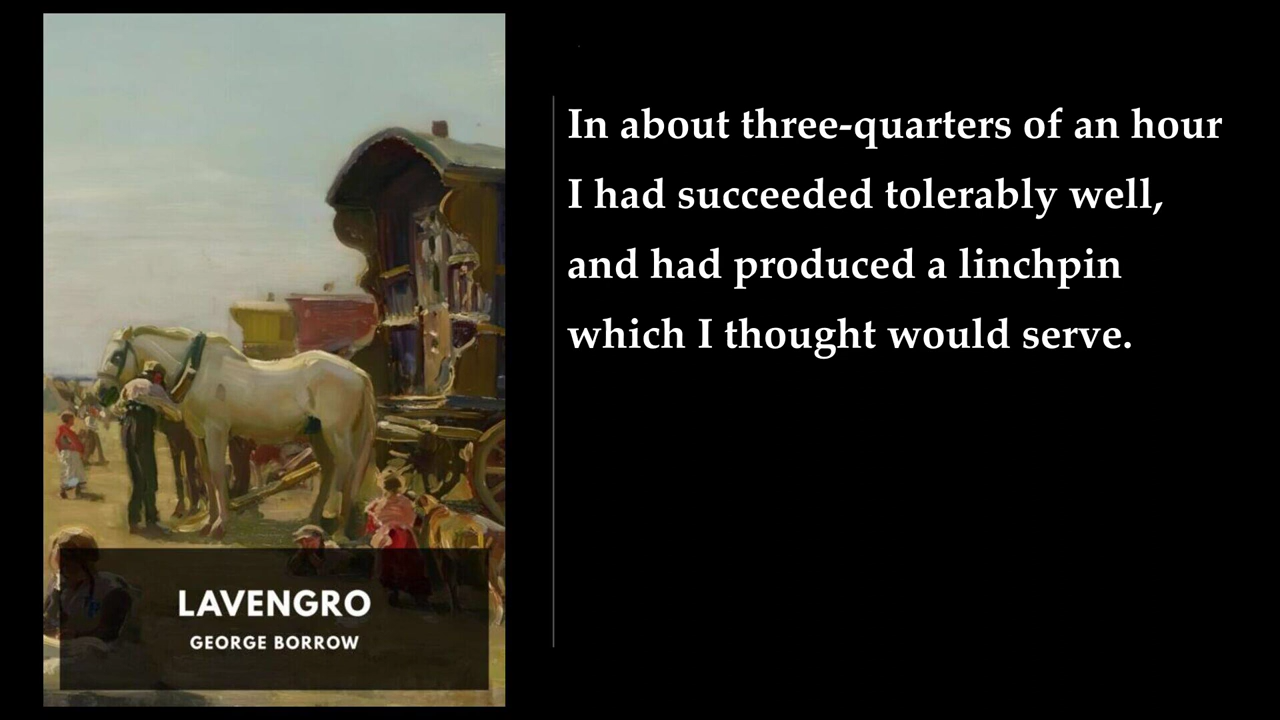 LAVENGRO
GEORGE BORROW
In about three-quarters of an hour
I had succeeded tolerably well,
and had produced a linchpin
which I thought would serve.